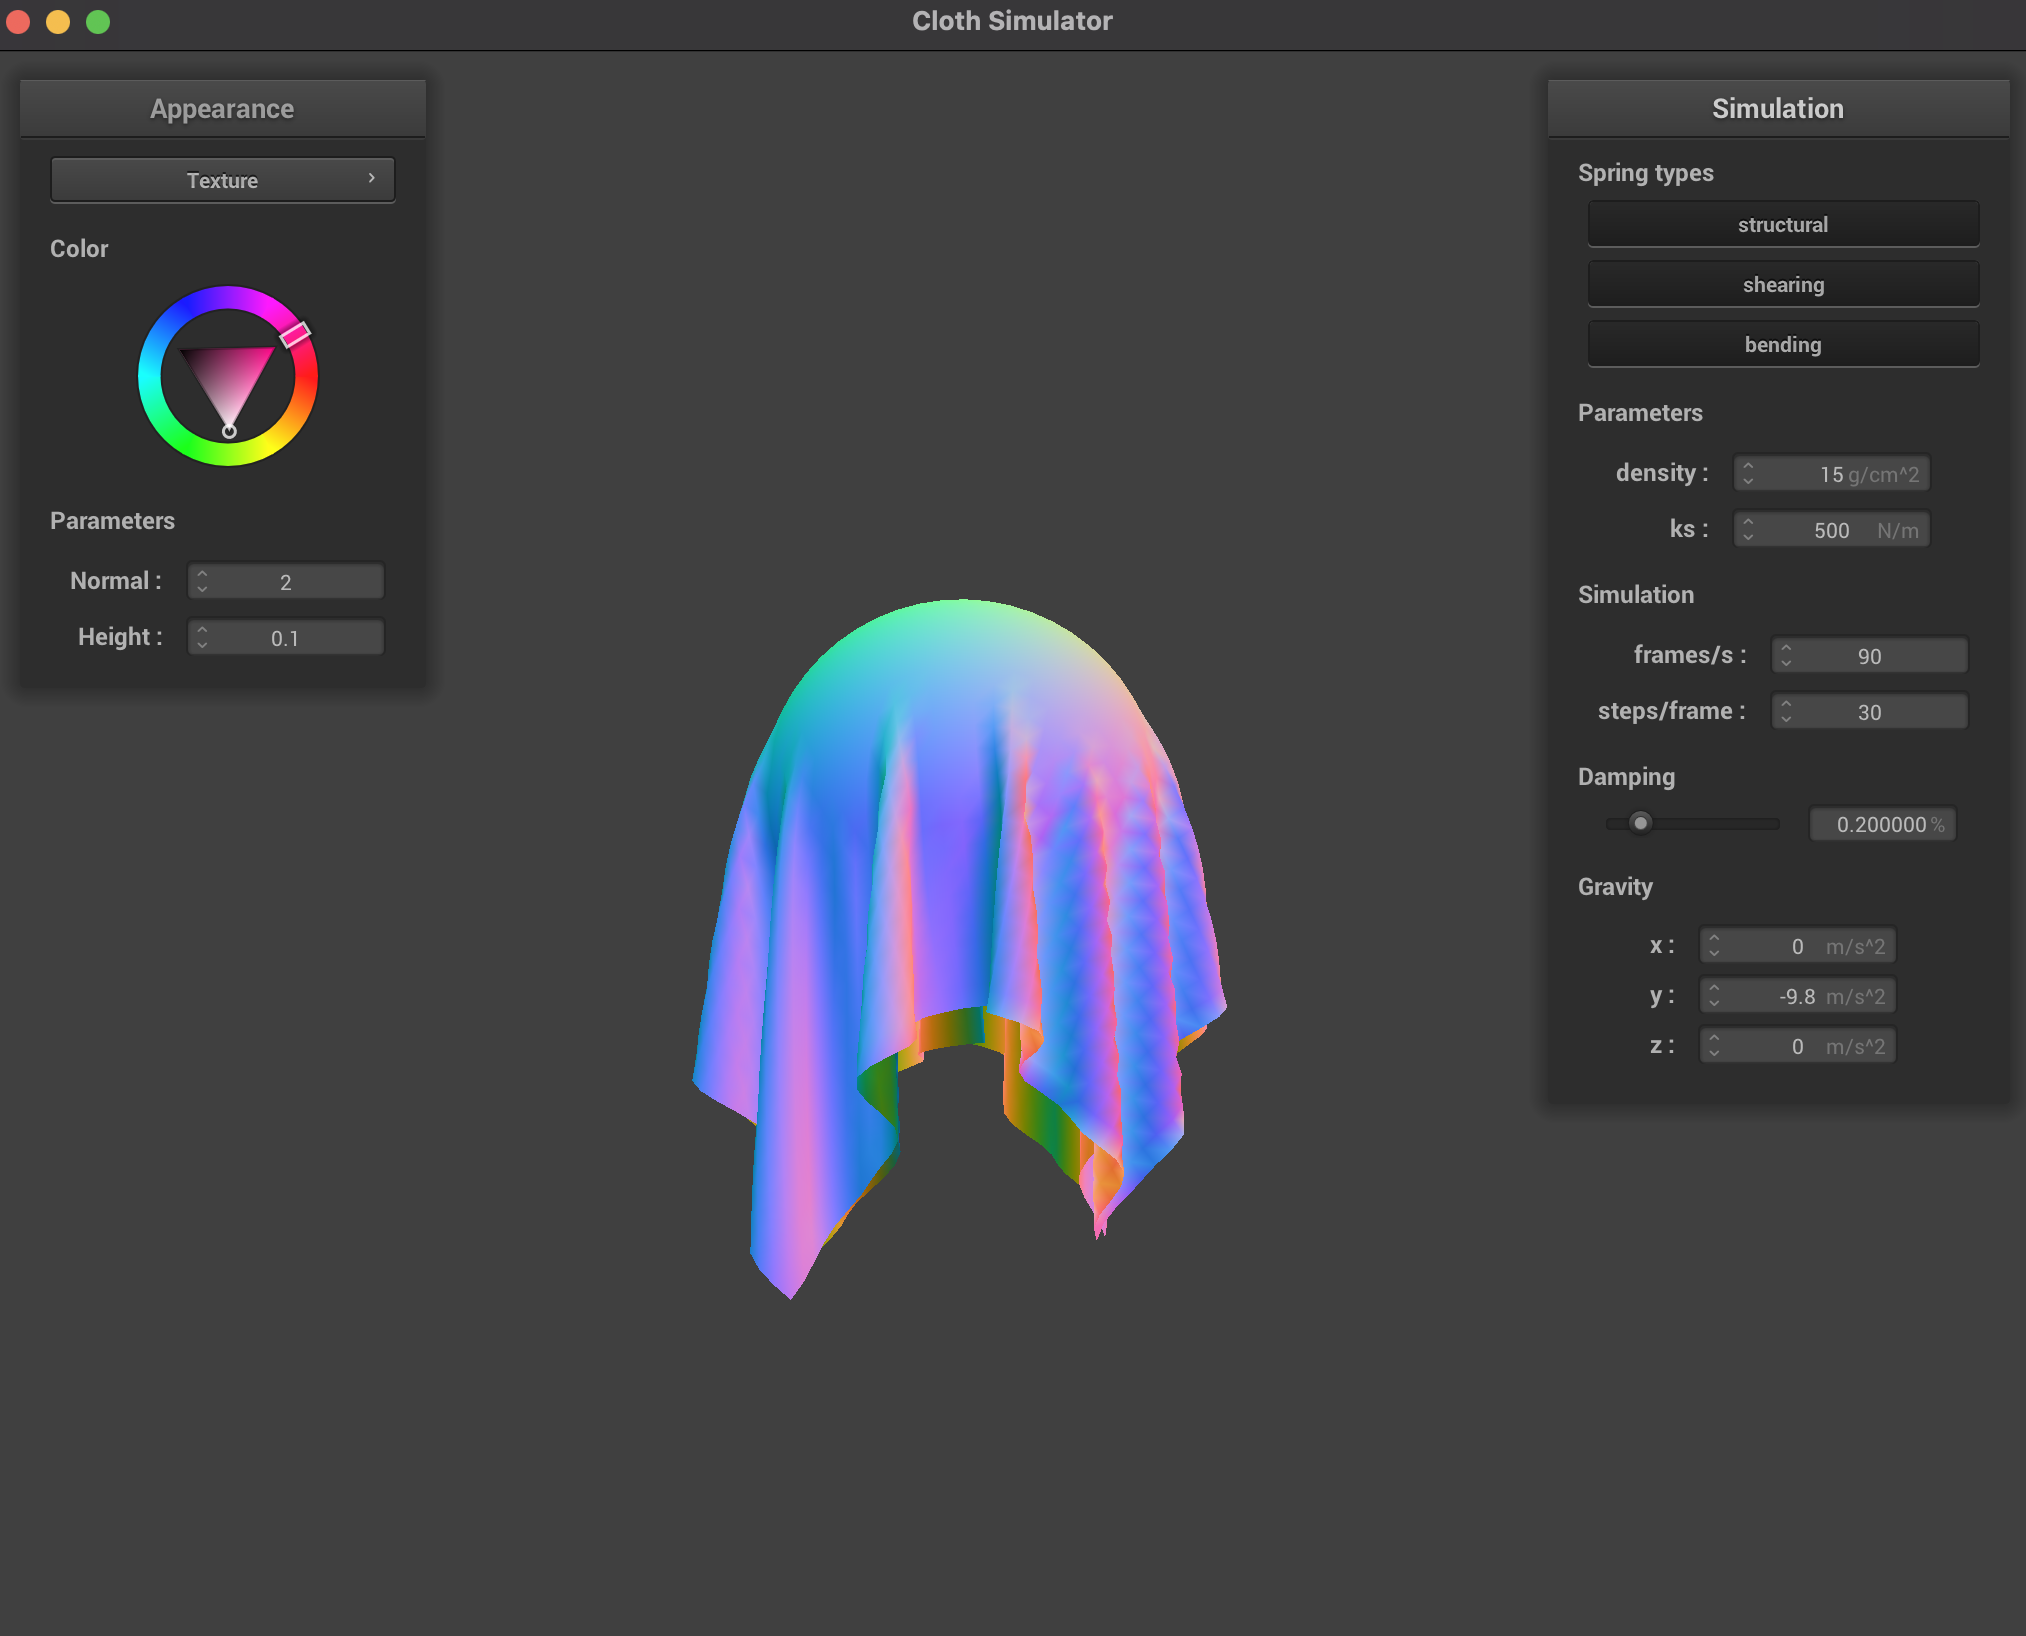 Cloth Simulator
Appearance
Texture
Color
Parameters
Normal : 2
Height : 0.1
Simulation
Spring types
structural
shearing
bending
Parameters
density : 15 g/cm^2
ks : 500 N/m
Simulation
frames/s : 90
steps/frame : 30
Damping
0.200000 %
Gravity
x : 0 m/s^2
y : -9.8 m/s^2
z : 0 m/s^2